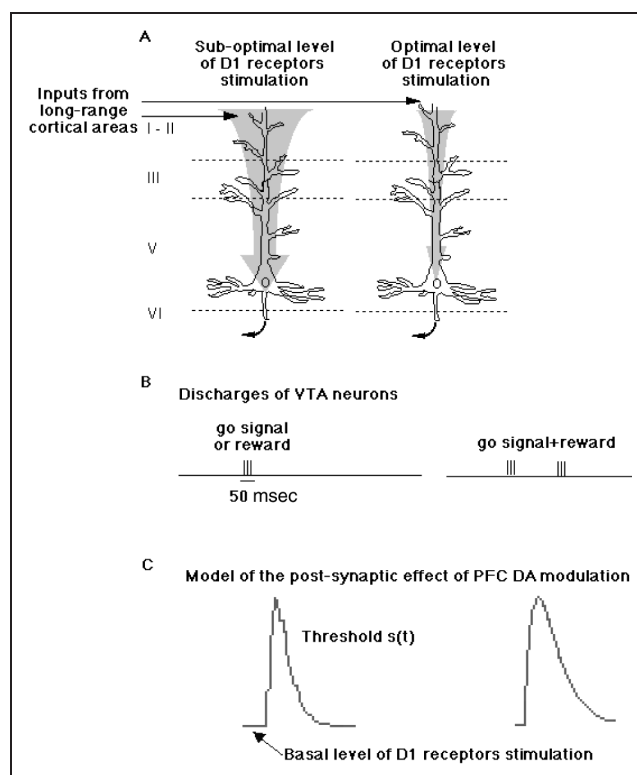 A
Sub-optimal level
of D1 receptors
stimulation
Optimal level
of D1 receptors
stimulation
Inputs from
long-range
cortical areas
I - II
III
V
VI
B
Discharges of VTA neurons
go signal
or reward
50 msec
go signal+reward
C
Model of the post-synaptic effect of PFC DA modulation
Threshold s(t)
Basal level of D1 receptors stimulation